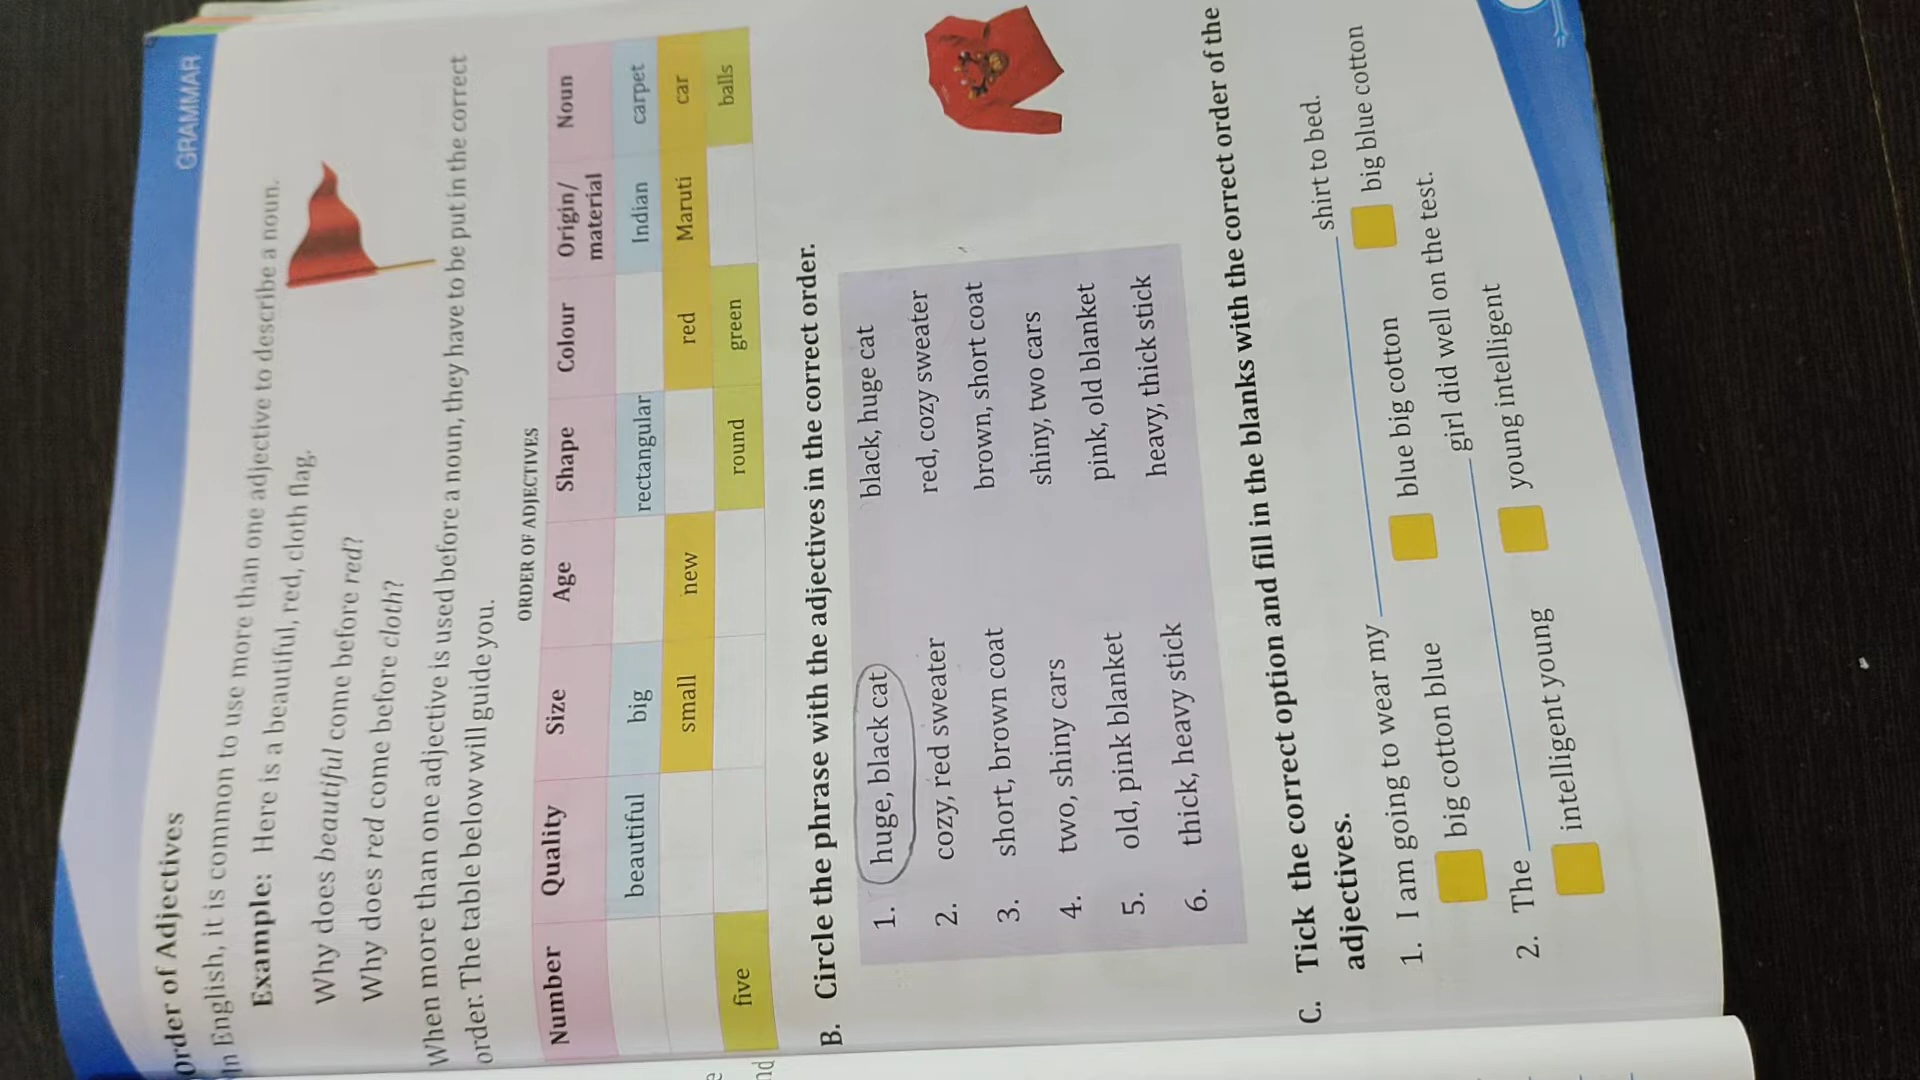 GRAMMAR
Order of Adjectives
In English, it is common to use more than one adjective to describe a noun.
Example: Here is a beautiful, red, cloth flag.
Why does beautiful come before red?
Why does red come before cloth?
When more than one adjective is used before a noun, they have to be put in the correct
order. The table below will guide you.
ORDER OF ADJECTIVES
Number Quality Size Age Shape Colour Origin/ material Noun
beautiful big rectangular Indian carpet
small new red Maruti car
five round green balls
B. Circle the phrase with the adjectives in the correct order.
1. huge, black cat black, huge cat
2. cozy, red sweater red, cozy sweater
3. short, brown coat brown, short coat
4. two, shiny cars shiny, two cars
5. old, pink blanket pink, old blanket
6. thick, heavy stick heavy, thick stick
C. Tick the correct option and fill in the blanks with the correct order of the
adjectives.
1. I am going to wear my shirt to bed.
big cotton blue blue big cotton big blue cotton
2. The girl did well on the test.
intelligent young young intelligent